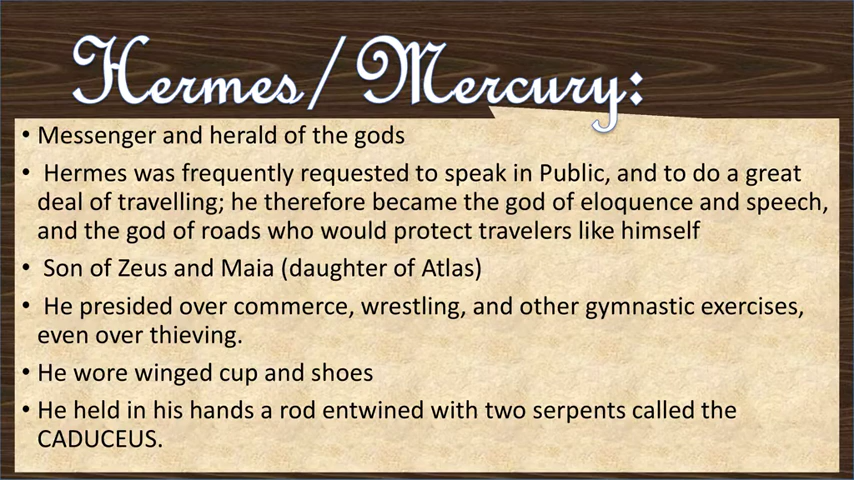 Hermes/Mercury:
• Messenger and herald of the gods
• Hermes was frequently requested to speak in Public, and to do a great
deal of travelling; he therefore became the god of eloquence and speech,
and the god of roads who would protect travelers like himself
• Son of Zeus and Maia (daughter of Atlas)
• He presided over commerce, wrestling, and other gymnastic exercises,
even over thieving.
• He wore winged cup and shoes
• He held in his hands a rod entwined with two serpents called the
CADUCEUS.